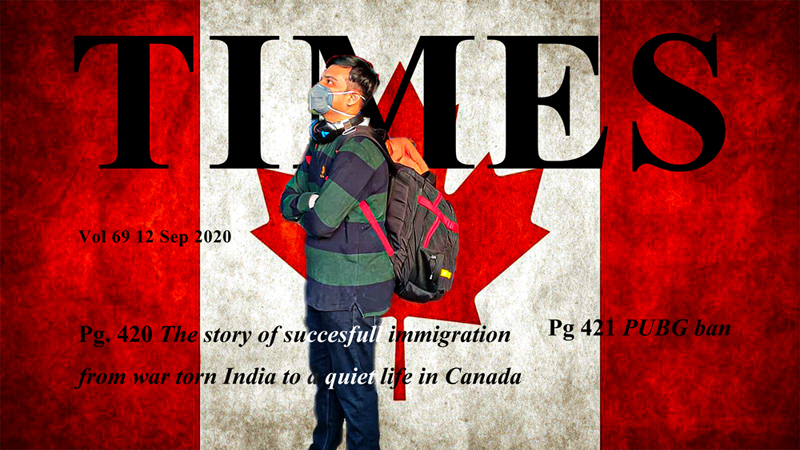 TIMES
Vol 69 12 Sep 2020
Pg. 420 The story of succesfull immigration
from war torn India to a quiet life in Canada
Pg 421 PUBG ban